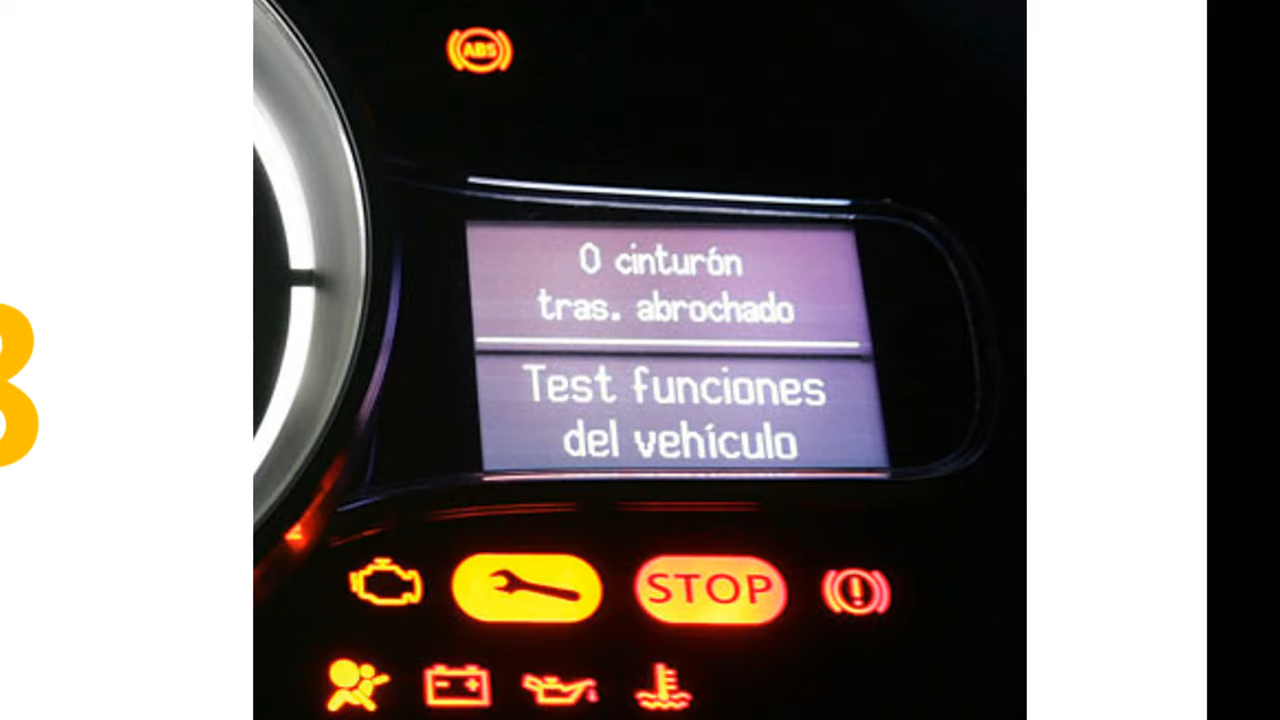 ABS
0 cinturón
tras. abrochado
Test funciones
del vehículo
STOP